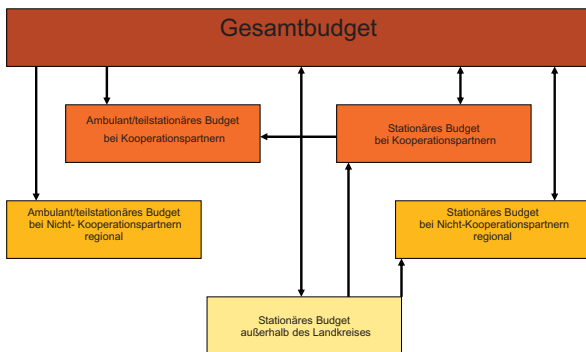 Gesamtbudget
Ambulant/teilstationäres Budget
bei Kooperationspartnern
Stationäres Budget
bei Kooperationspartnern
Ambulant/teilstationäres Budget
bei Nicht- Kooperationspartnern
regional
Stationäres Budget
bei Nicht-Kooperationspartnern
regional
Stationäres Budget
außerhalb des Landkreises